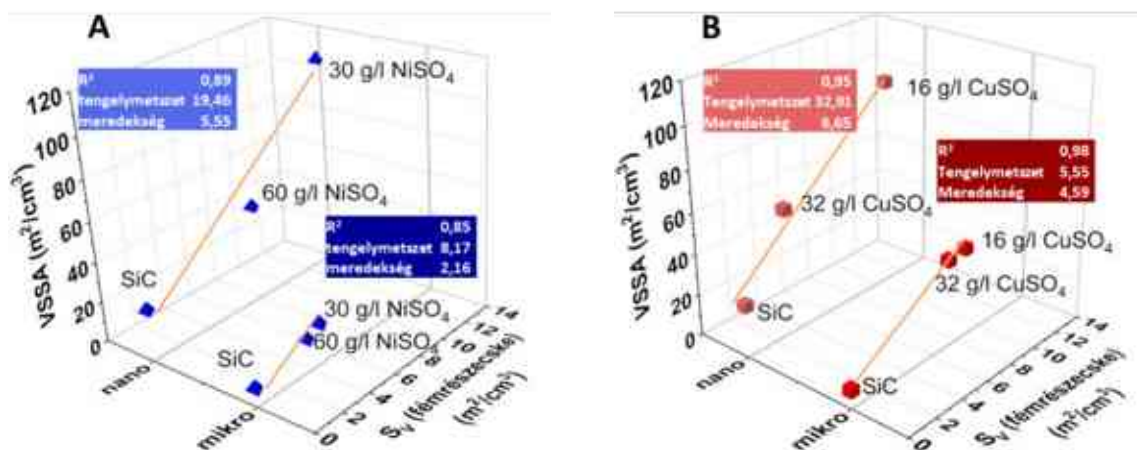 A
30 g/l NiSO₄
R² 0,89
tengelymetszet 19,46
meredekség 5,55
60 g/l NiSO₄
R² 0,85
tengelymetszet 8,17
meredekség 2,16
SiC
30 g/l NiSO₄
60 g/l NiSO₄
SiC
VSSA (m²/cm³)
120
100
80
60
40
20
0
nano
mikro
0
2
4
6
8
10
12
14
Sᵥ (fémrészecske)
(m²/cm³)
B
16 g/l CuSO₄
R² 0,95
Tengelymetszet 32,91
Meredekség 6,65
R² 0,98
Tengelymetszet 5,55
Meredekség 4,59
32 g/l CuSO₄
16 g/l CuSO₄
32 g/l CuSO₄
SiC
SiC
VSSA (m²/cm³)
120
100
80
60
40
20
0
nano
mikro
0
2
4
6
8
10
12
14
Sᵥ (fémrészecske)
(m²/cm³)